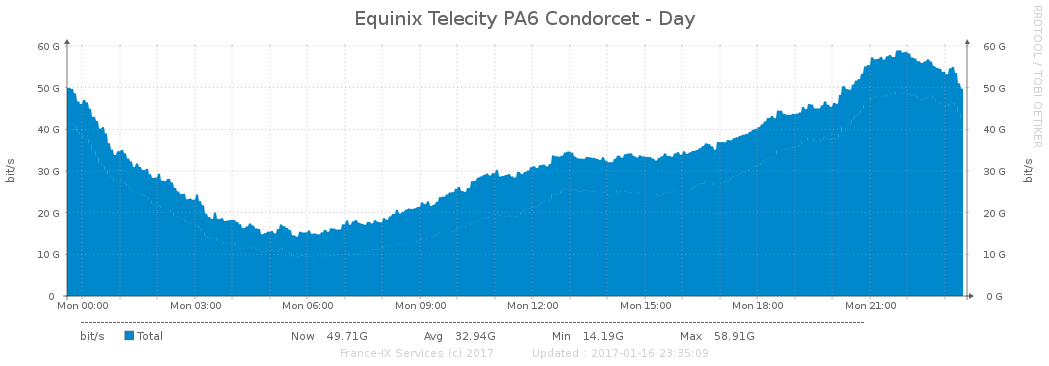 Equinix Telecity PA6 Condorcet - Day
RRDTOOL / TOBI OETIKER
bit/s
bit/s
60 G 60 G
50 G 50 G
40 G 40 G
30 G 30 G
20 G 20 G
10 G 10 G
0 0 G
Mon 00:00 Mon 03:00 Mon 06:00 Mon 09:00 Mon 12:00 Mon 15:00 Mon 18:00 Mon 21:00
bit/s Total Now 49.71G Avg 32.94G Min 14.19G Max 58.91G
France-IX Services (c) 2017 Updated : 2017-01-16 23:35:09